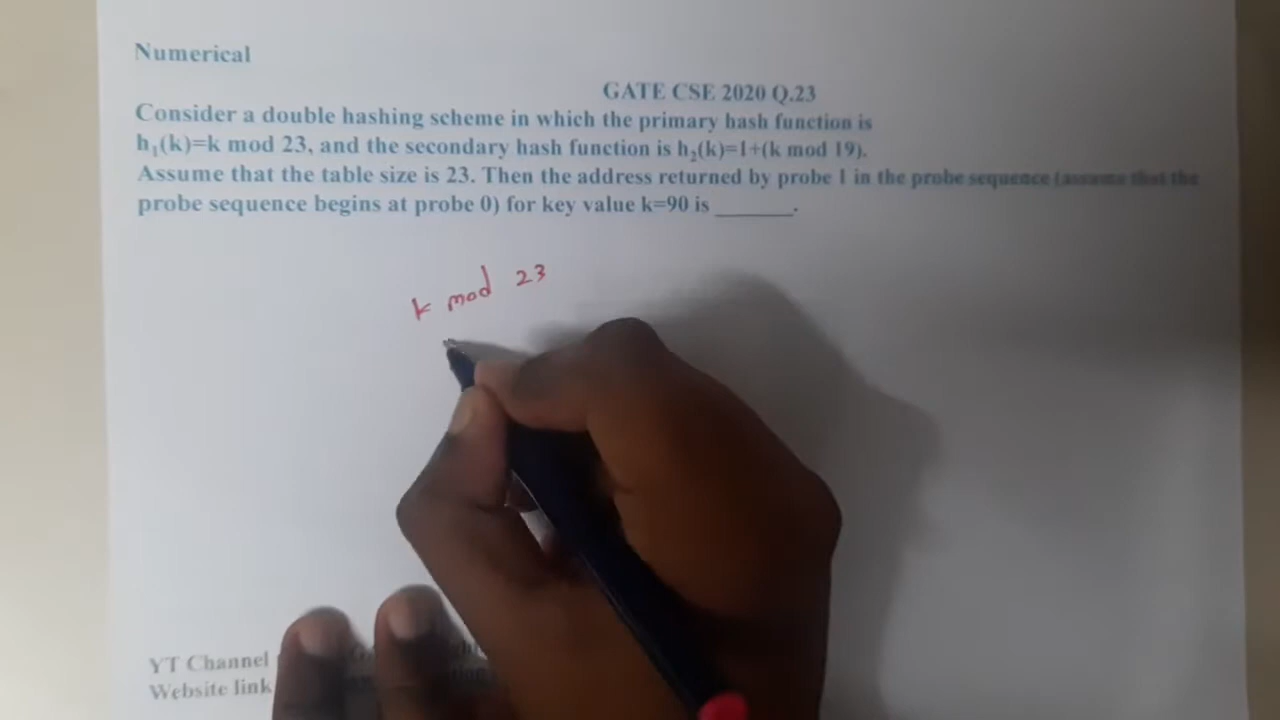 Numerical
GATE CSE 2020 Q.23
Consider a double hashing scheme in which the primary hash function is
h₁(k)=k mod 23, and the secondary hash function is h₂(k)=1+(k mod 19).
Assume that the table size is 23. Then the address returned by probe 1 in the probe sequence (assume that the
probe sequence begins at probe 0) for key value k=90 is ______.
k mod 23
YT Channel
Website link